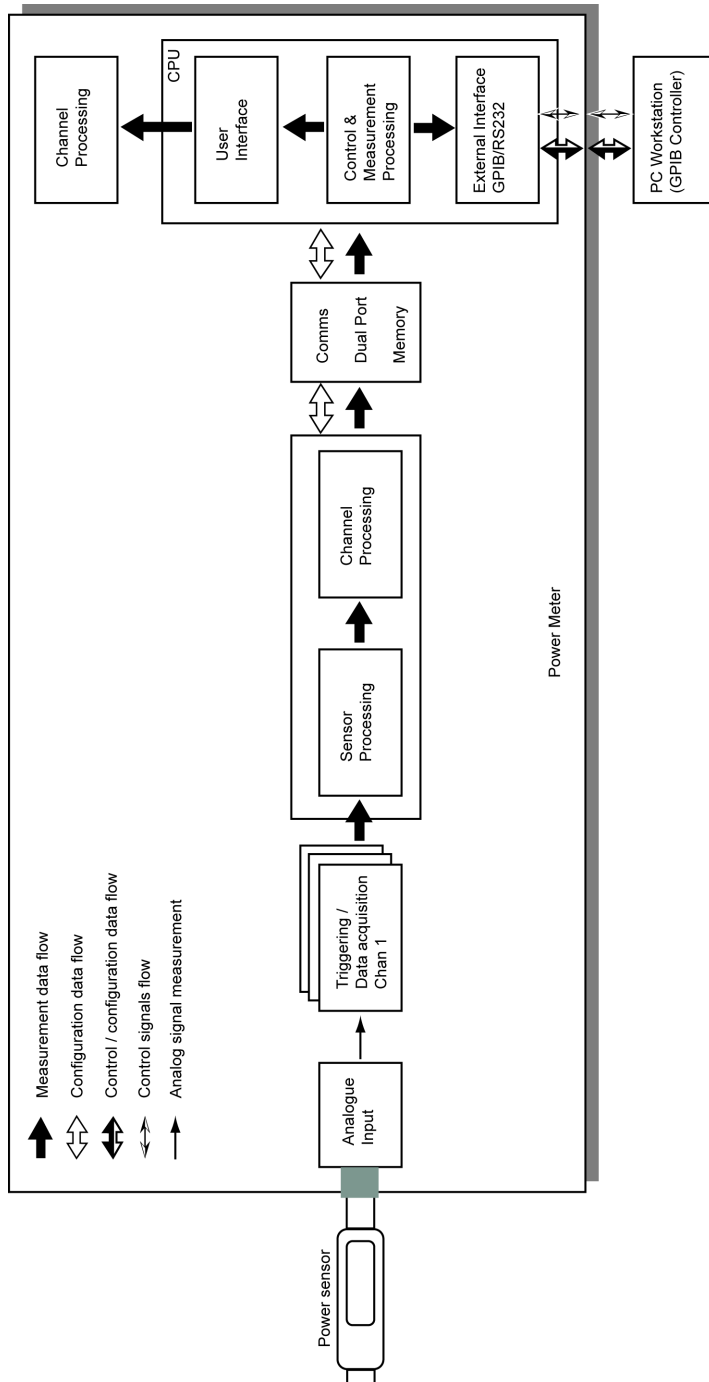 Measurement data flow
Configuration data flow
Control / configuration data flow
Control signals flow
Analog signal measurement
Power sensor
Analogue
Input
Triggering /
Data acquisition
Chan 1
Sensor
Processing
Channel
Processing
Comms
Dual Port
Memory
CPU
Channel
Processing
User
Interface
Control &
Measurement
Processing
External Interface
GPIB/RS232
Power Meter
PC Workstation
(GPIB Controller)